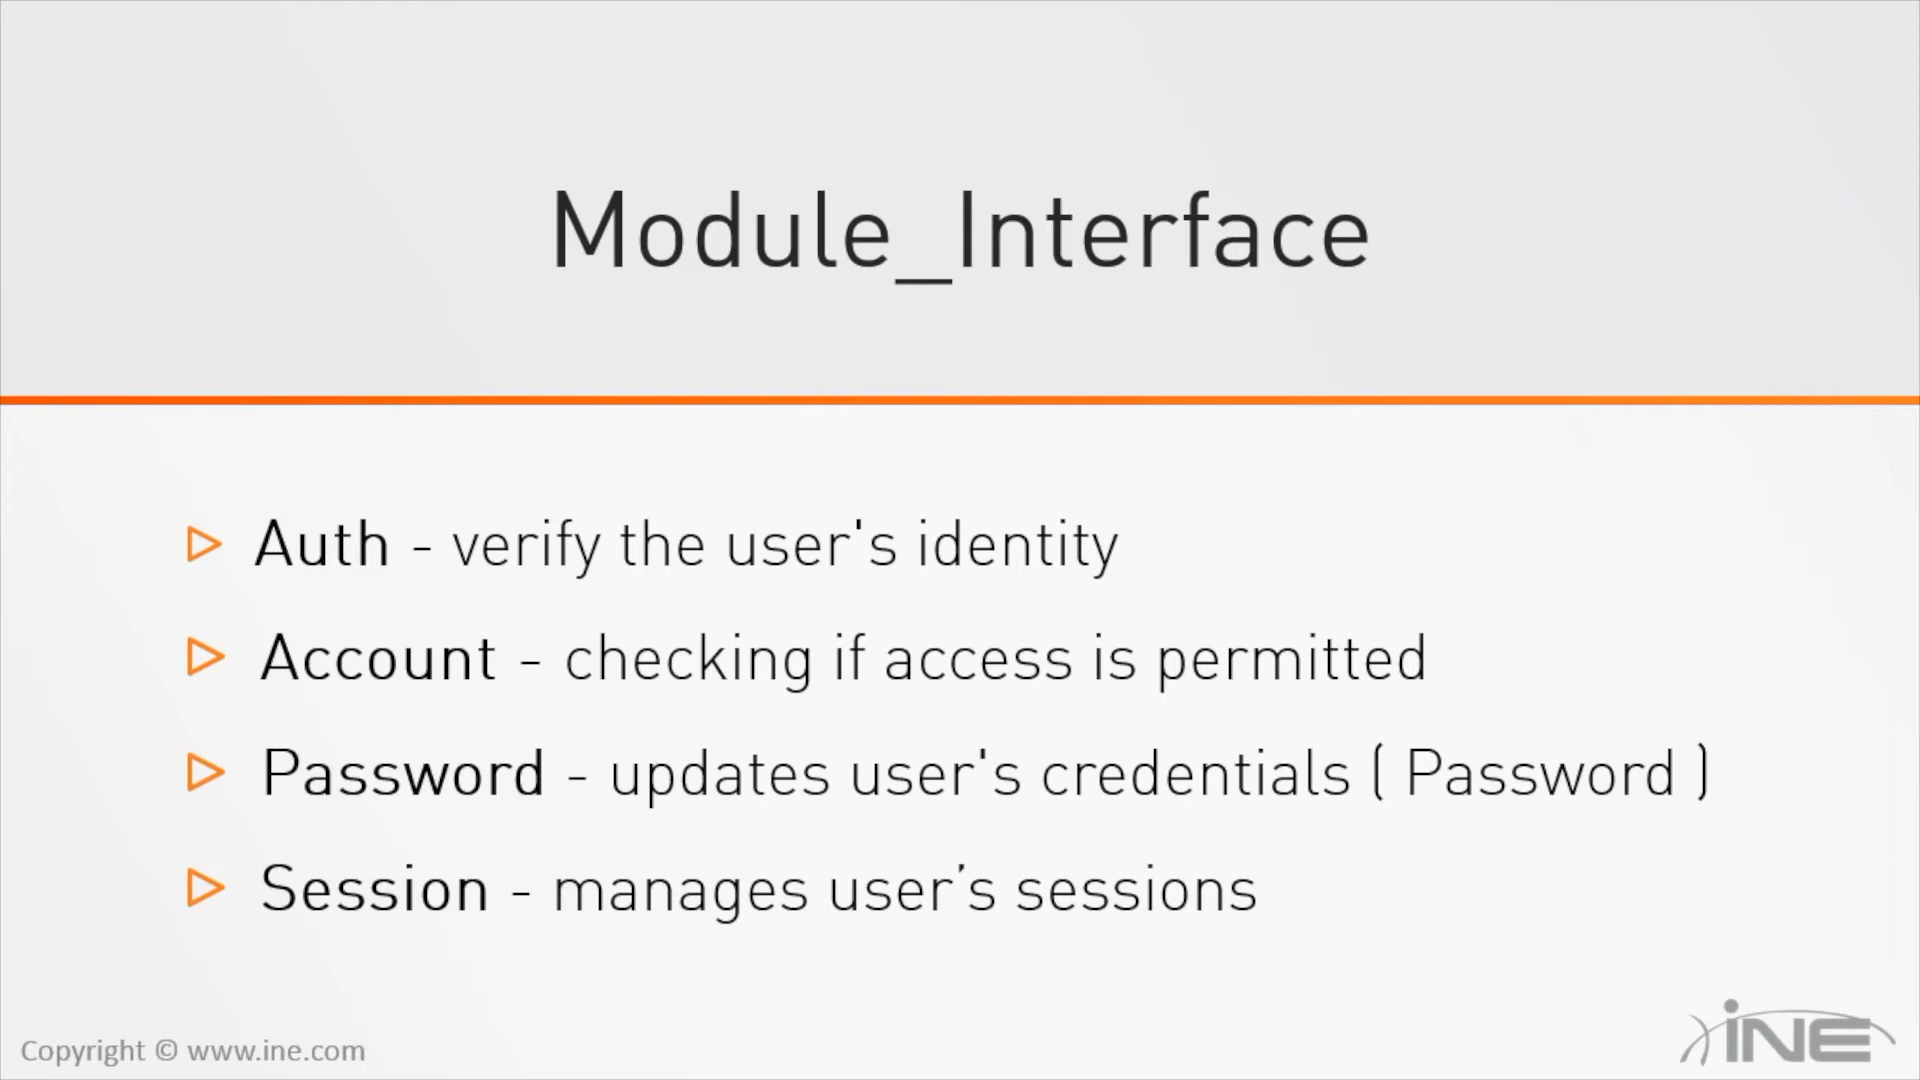 Module_Interface
Auth - verify the user's identity
Account - checking if access is permitted
Password - updates user's credentials ( Password )
Session - manages user’s sessions
Copyright © www.ine.com
iNE